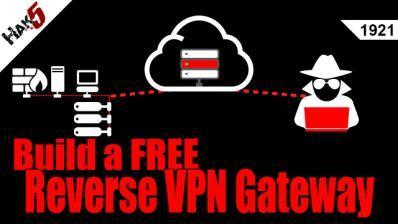 HAK5
1921
Build a FREE
Reverse VPN Gateway